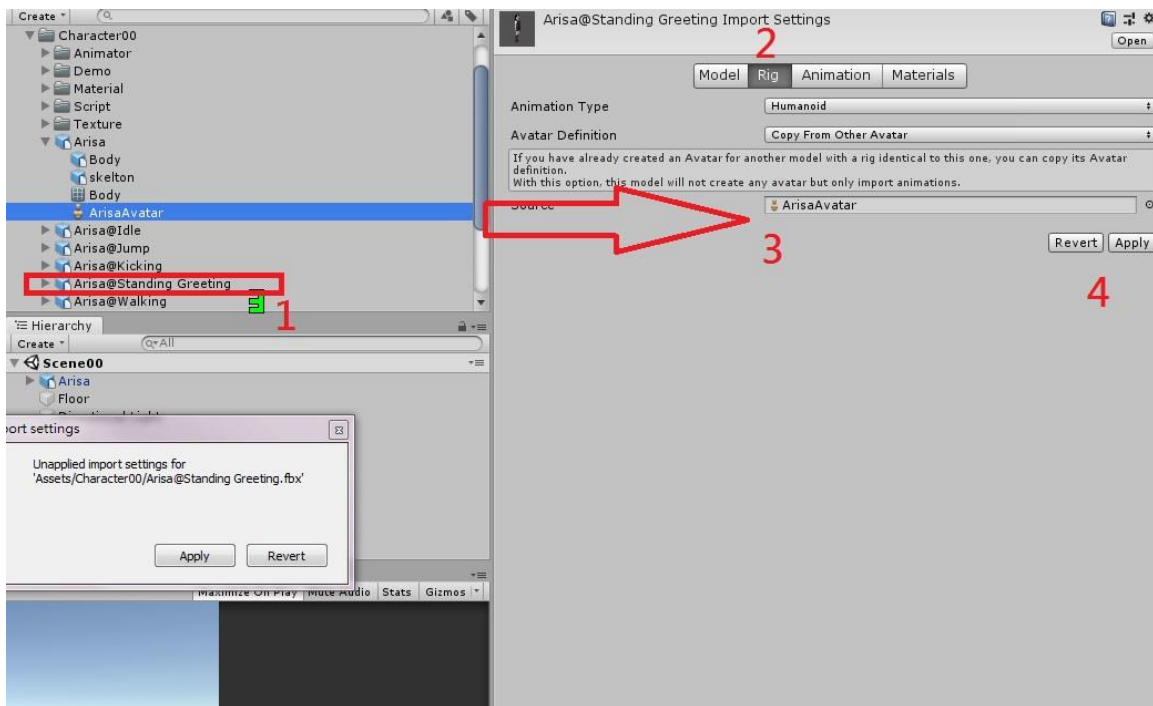 Create
Character00
Animator
Demo
Material
Script
Texture
Arisa
Body
skelton
Body
ArisaAvatar
Arisa@Idle
Arisa@Jump
Arisa@Kicking
Arisa@Standing Greeting
Arisa@Walking
1
Hierarchy
Create
All
Scene00
Arisa
Floor
port settings
Unapplied import settings for
'Assets/Character00/Arisa@Standing Greeting.fbx'
Apply Revert
Maximize On Play Mute Audio Stats Gizmos
Arisa@Standing Greeting Import Settings
Open
2
Model Rig Animation Materials
Animation Type Humanoid
Avatar Definition Copy From Other Avatar
If you have already created an Avatar for another model with a rig identical to this one, you can copy its Avatar
definition.
With this option, this model will not create any avatar but only import animations.
Source ArisaAvatar
3
Revert Apply
4